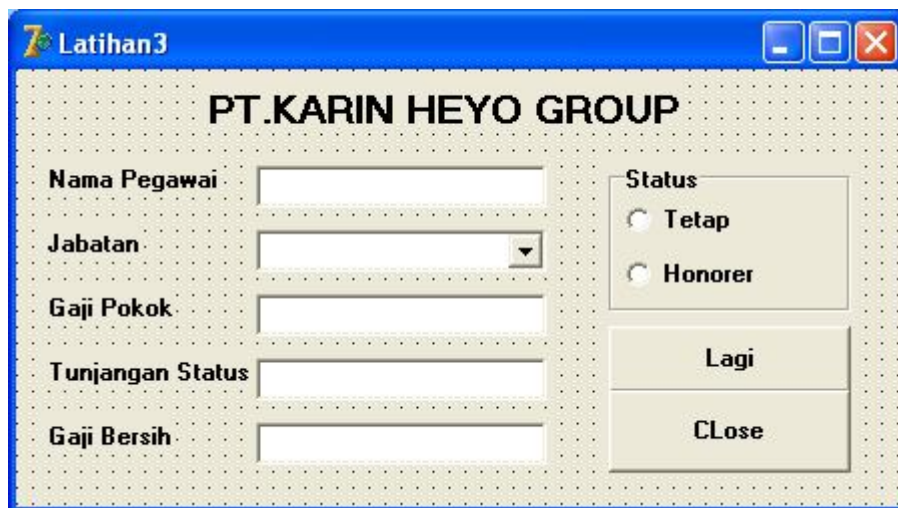 Latihan3
PT.KARIN HEYO GROUP
Nama Pegawai
Jabatan
Gaji Pokok
Tunjangan Status
Gaji Bersih
Status
Tetap
Honorer
Lagi
CLose